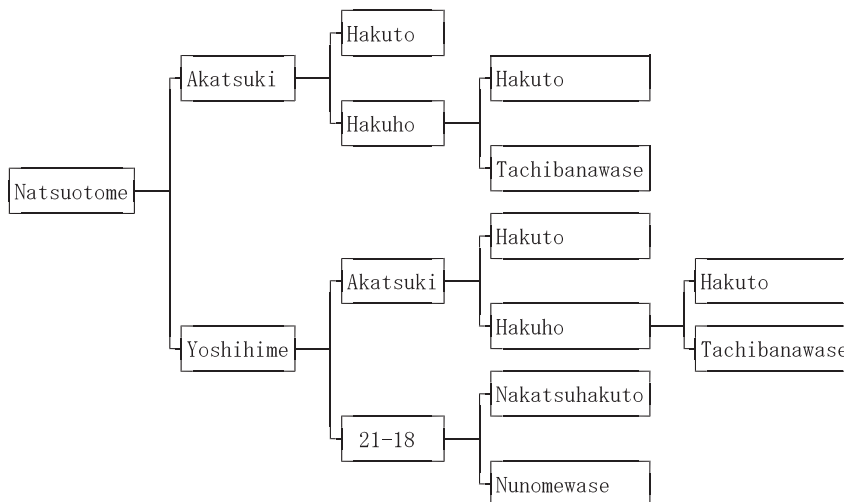 Hakuto
Akatsuki
Hakuto
Hakuho
Tachibanawase
Natsuotome
Hakuto
Akatsuki
Hakuto
Hakuho
Yoshihime
Tachibanawase
Nakatsuhakuto
21-18
Nunomewase